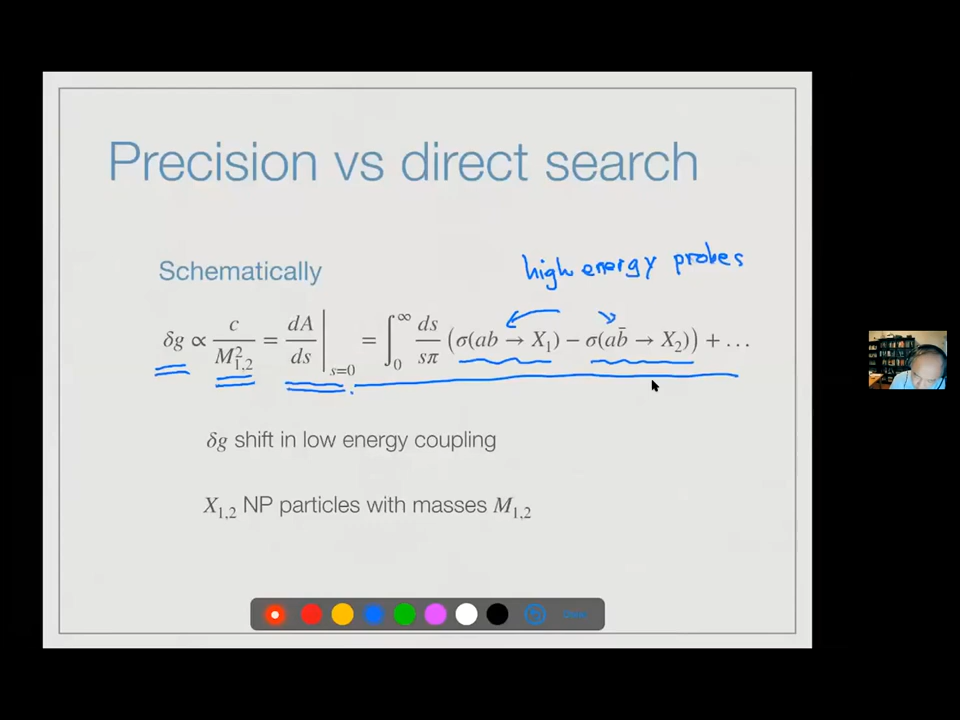 Precision vs direct search
high energy probes
Schematically
δg ∝ c/M²₁,₂ = dA/ds |ₛ₌₀ = ∫₀^∞ ds/sπ (σ(ab → X₁) − σ(ab̄ → X₂)) + …
δg shift in low energy coupling
X₁,₂ NP particles with masses M₁,₂